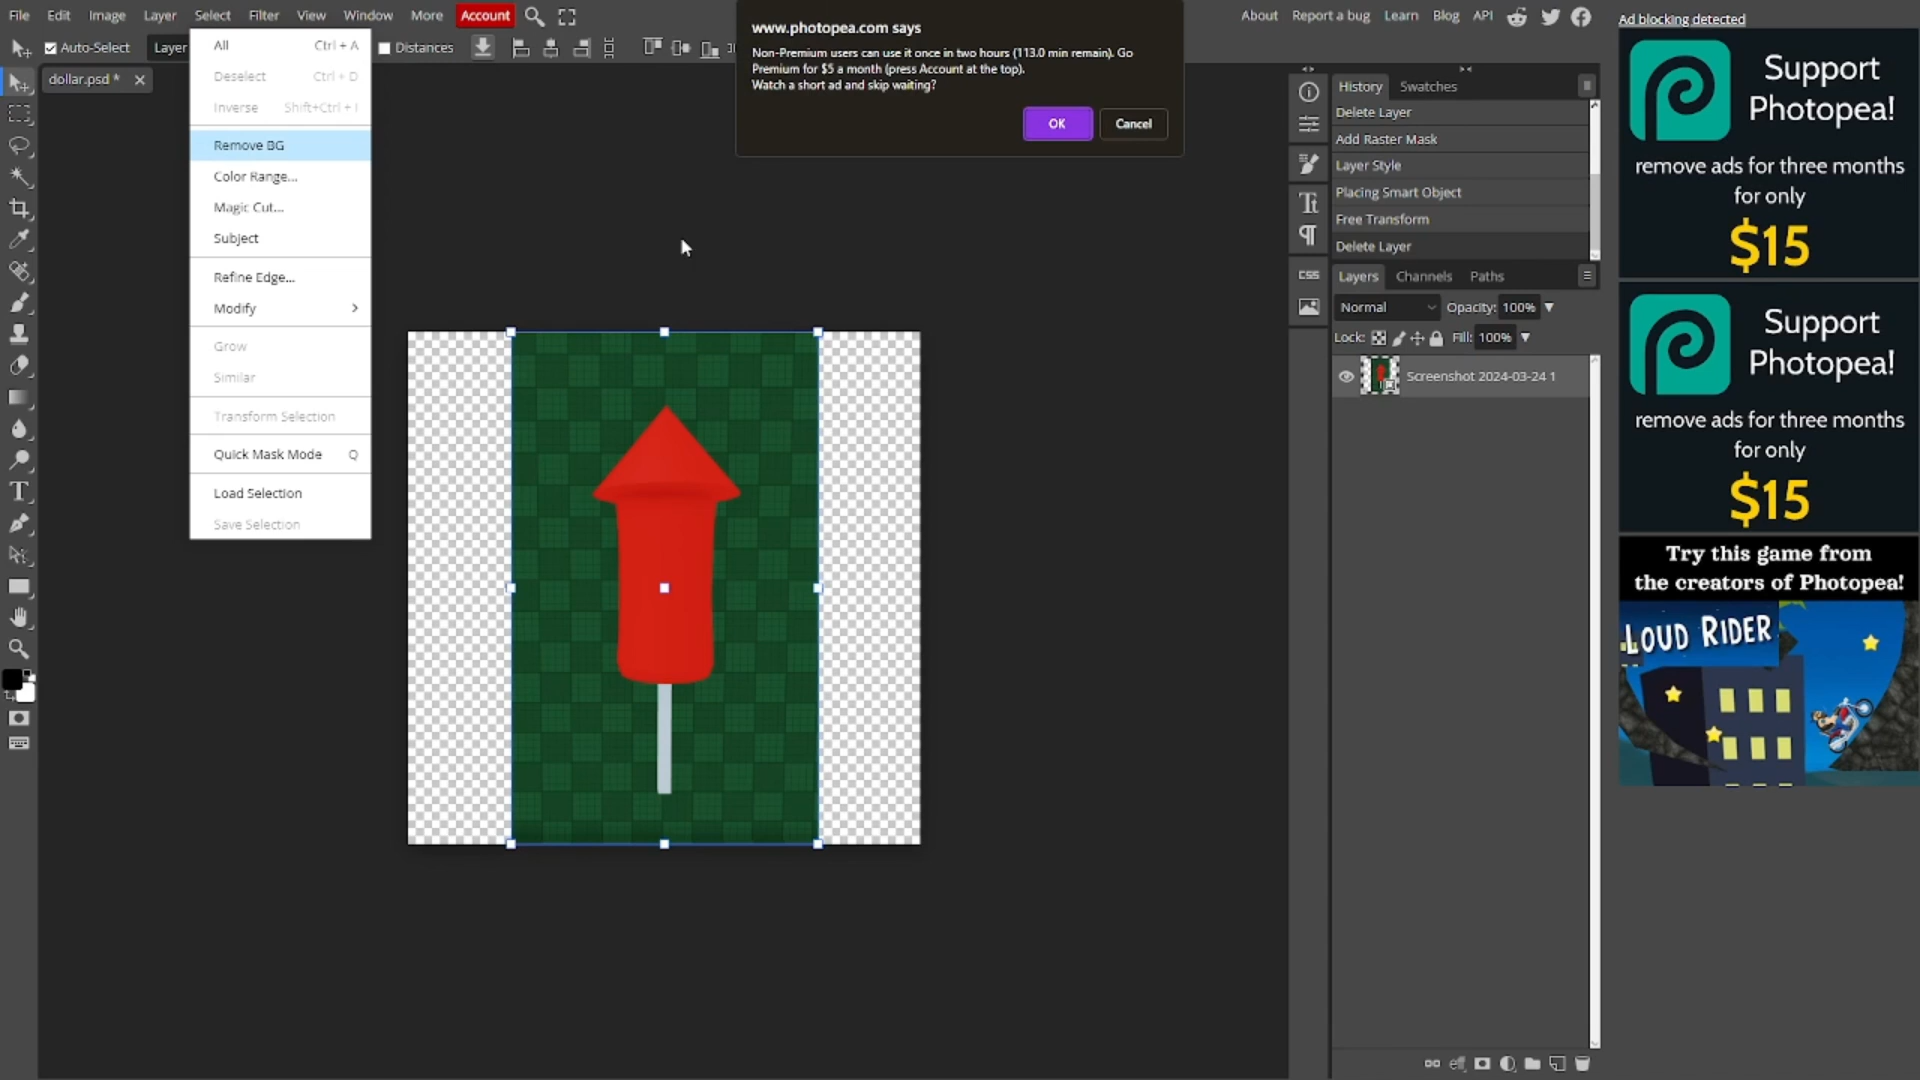 File Edit Image Layer Select Filter View Window More Account
About Report a bug Learn Blog API
Auto-Select Layer Distances
dollar.psd *
All Ctrl + A
Deselect Ctrl + D
Inverse Shift+Ctrl + I
Remove BG
Color Range...
Magic Cut...
Subject
Refine Edge...
Modify
Grow
Similar
Transform Selection
Quick Mask Mode Q
Load Selection
Save Selection
www.photopea.com says
Non-Premium users can use it once in two hours (113.0 min remain). Go
Premium for $5 a month (press Account at the top).
Watch a short ad and skip waiting?
OK Cancel
History Swatches
Delete Layer
Add Raster Mask
Layer Style
Placing Smart Object
Free Transform
Delete Layer
CSS
Layers Channels Paths
Normal Opacity: 100%
Lock: Fill: 100%
Screenshot 2024-03-24 1
Ad blocking detected
Support
Photopea!
remove ads for three months
for only
$15
Support
Photopea!
remove ads for three months
for only
$15
Try this game from
the creators of Photopea!
LOUD RIDER